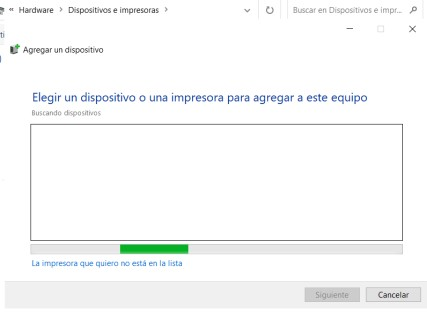 « Hardware > Dispositivos e impresoras >
Buscar en Dispositivos e impr...
Agregar un dispositivo
Elegir un dispositivo o una impresora para agregar a este equipo
Buscando dispositivos
La impresora que quiero no está en la lista
Siguiente Cancelar